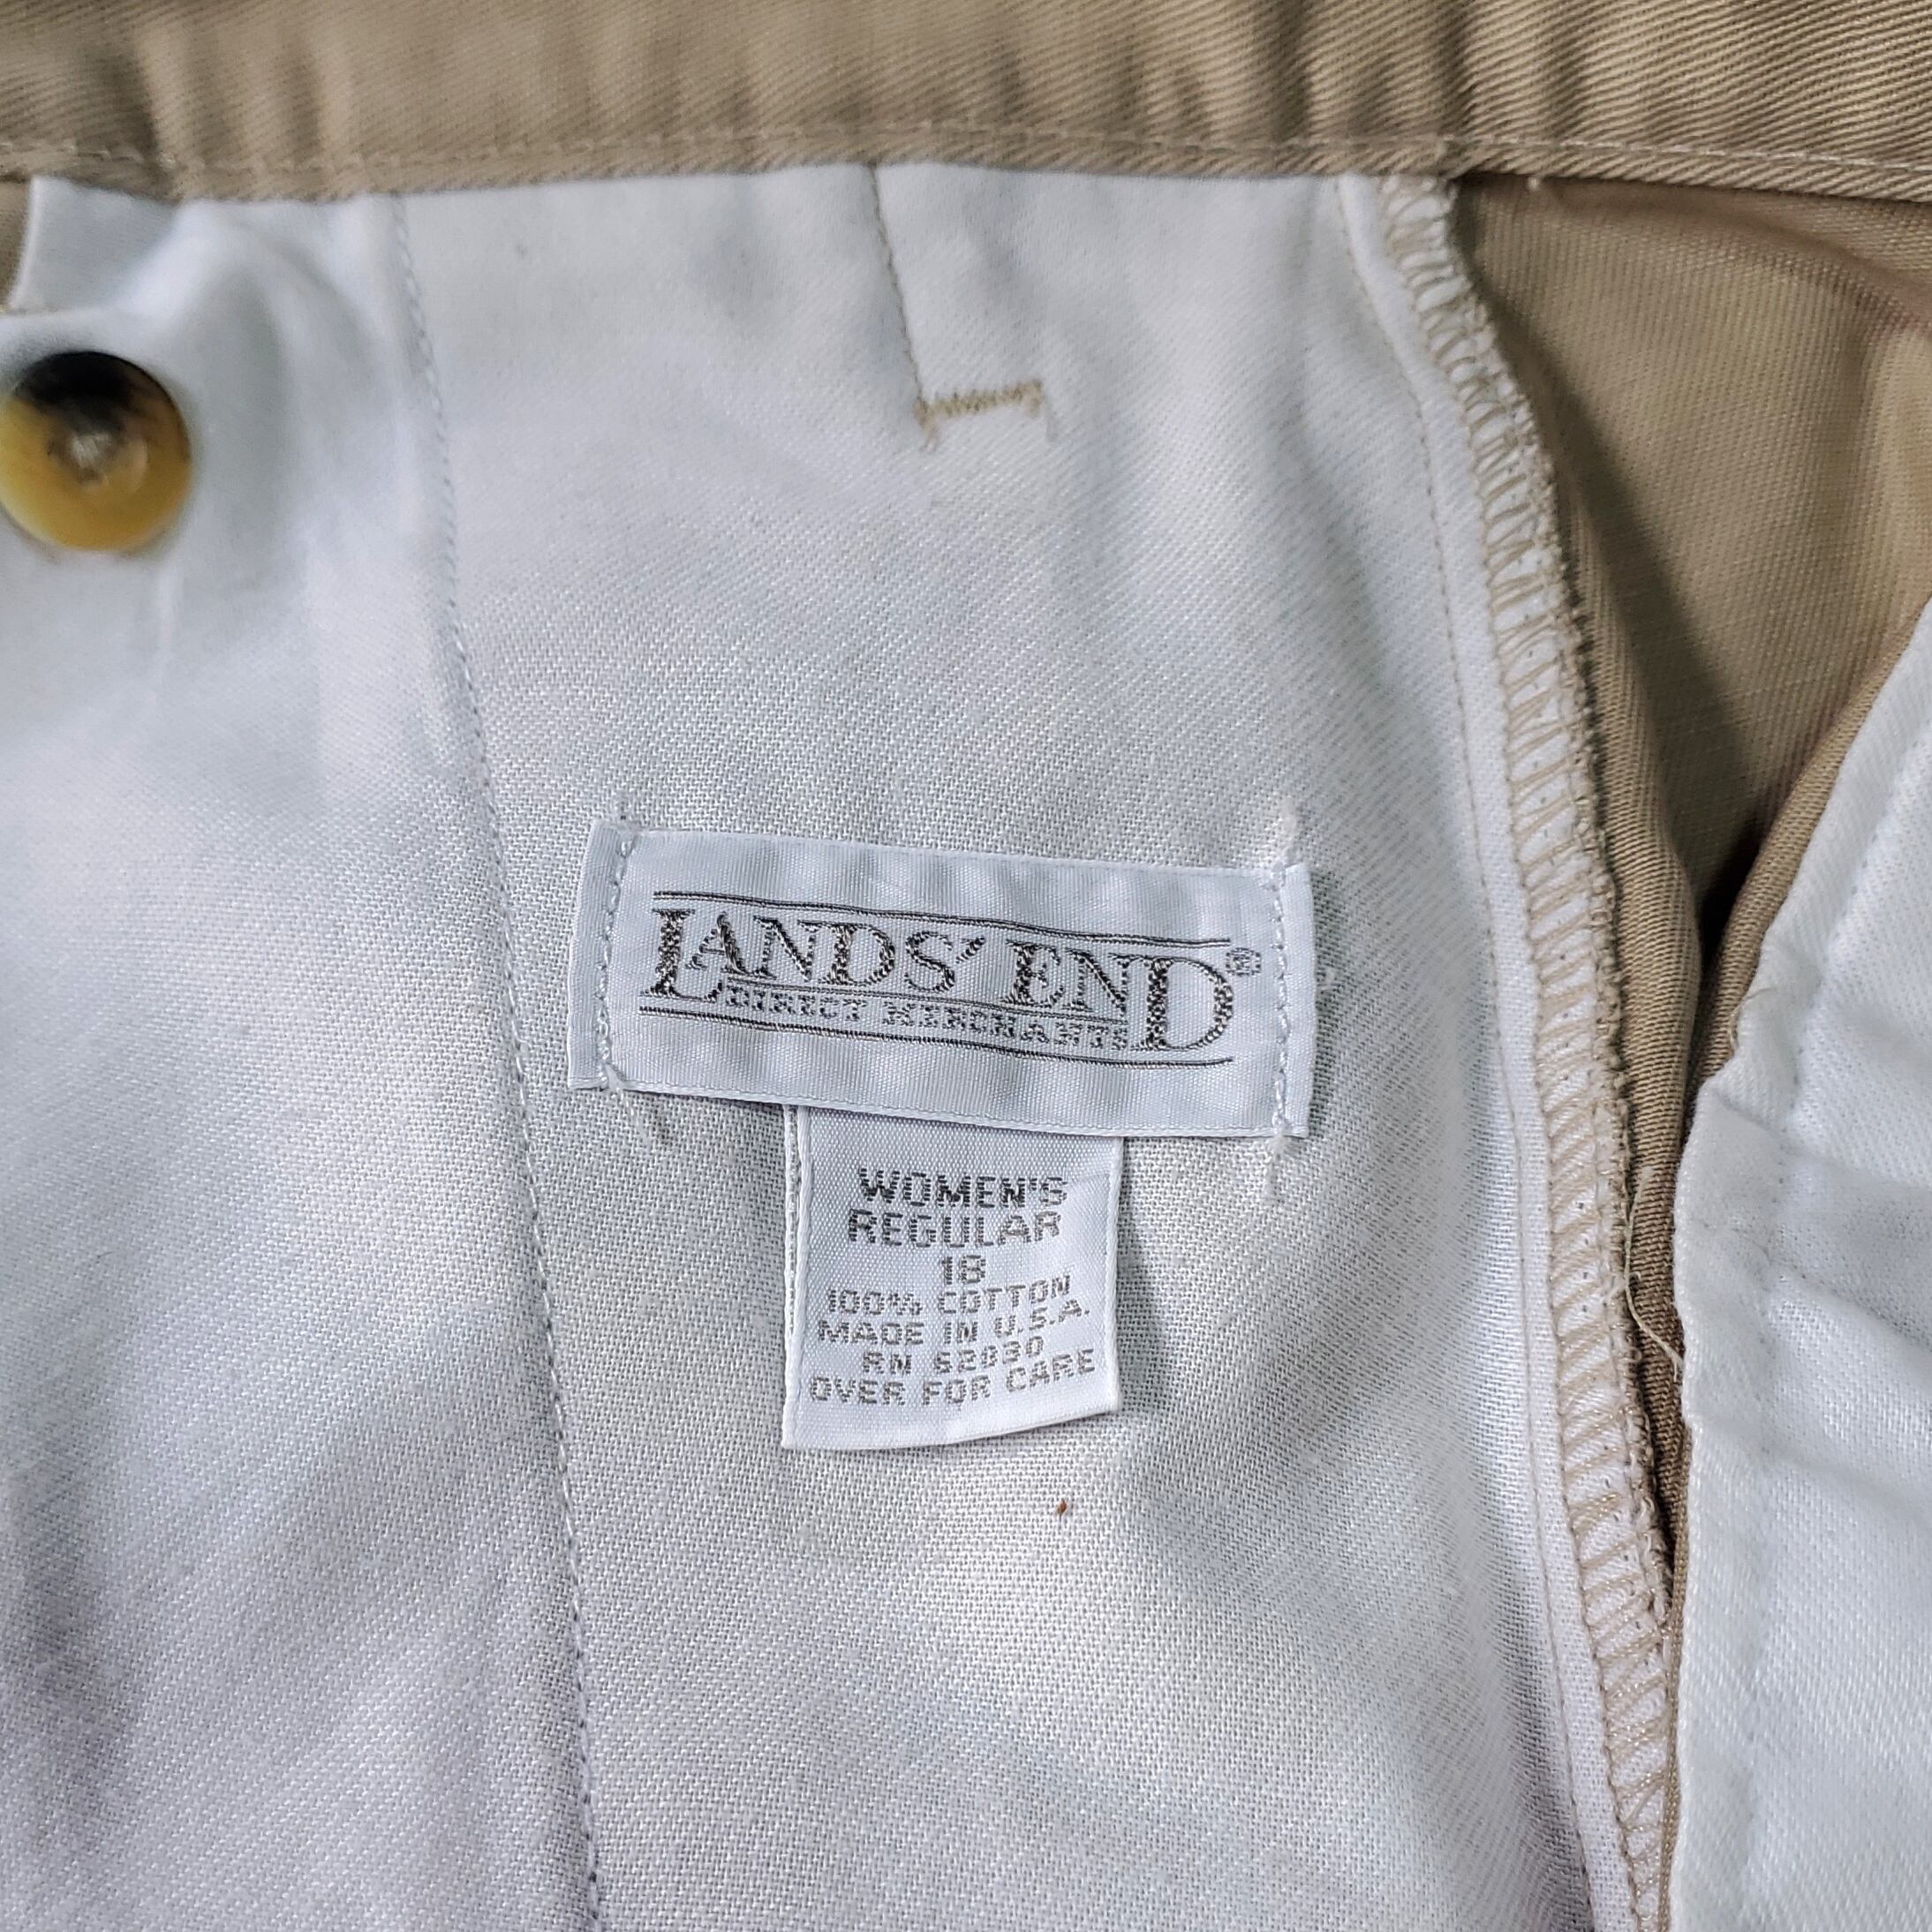 LANDS' END®
DIRECT MERCHANTS
WOMEN'S
REGULAR
18
100% COTTON
MADE IN U.S.A.
RN 62030
OVER FOR CARE